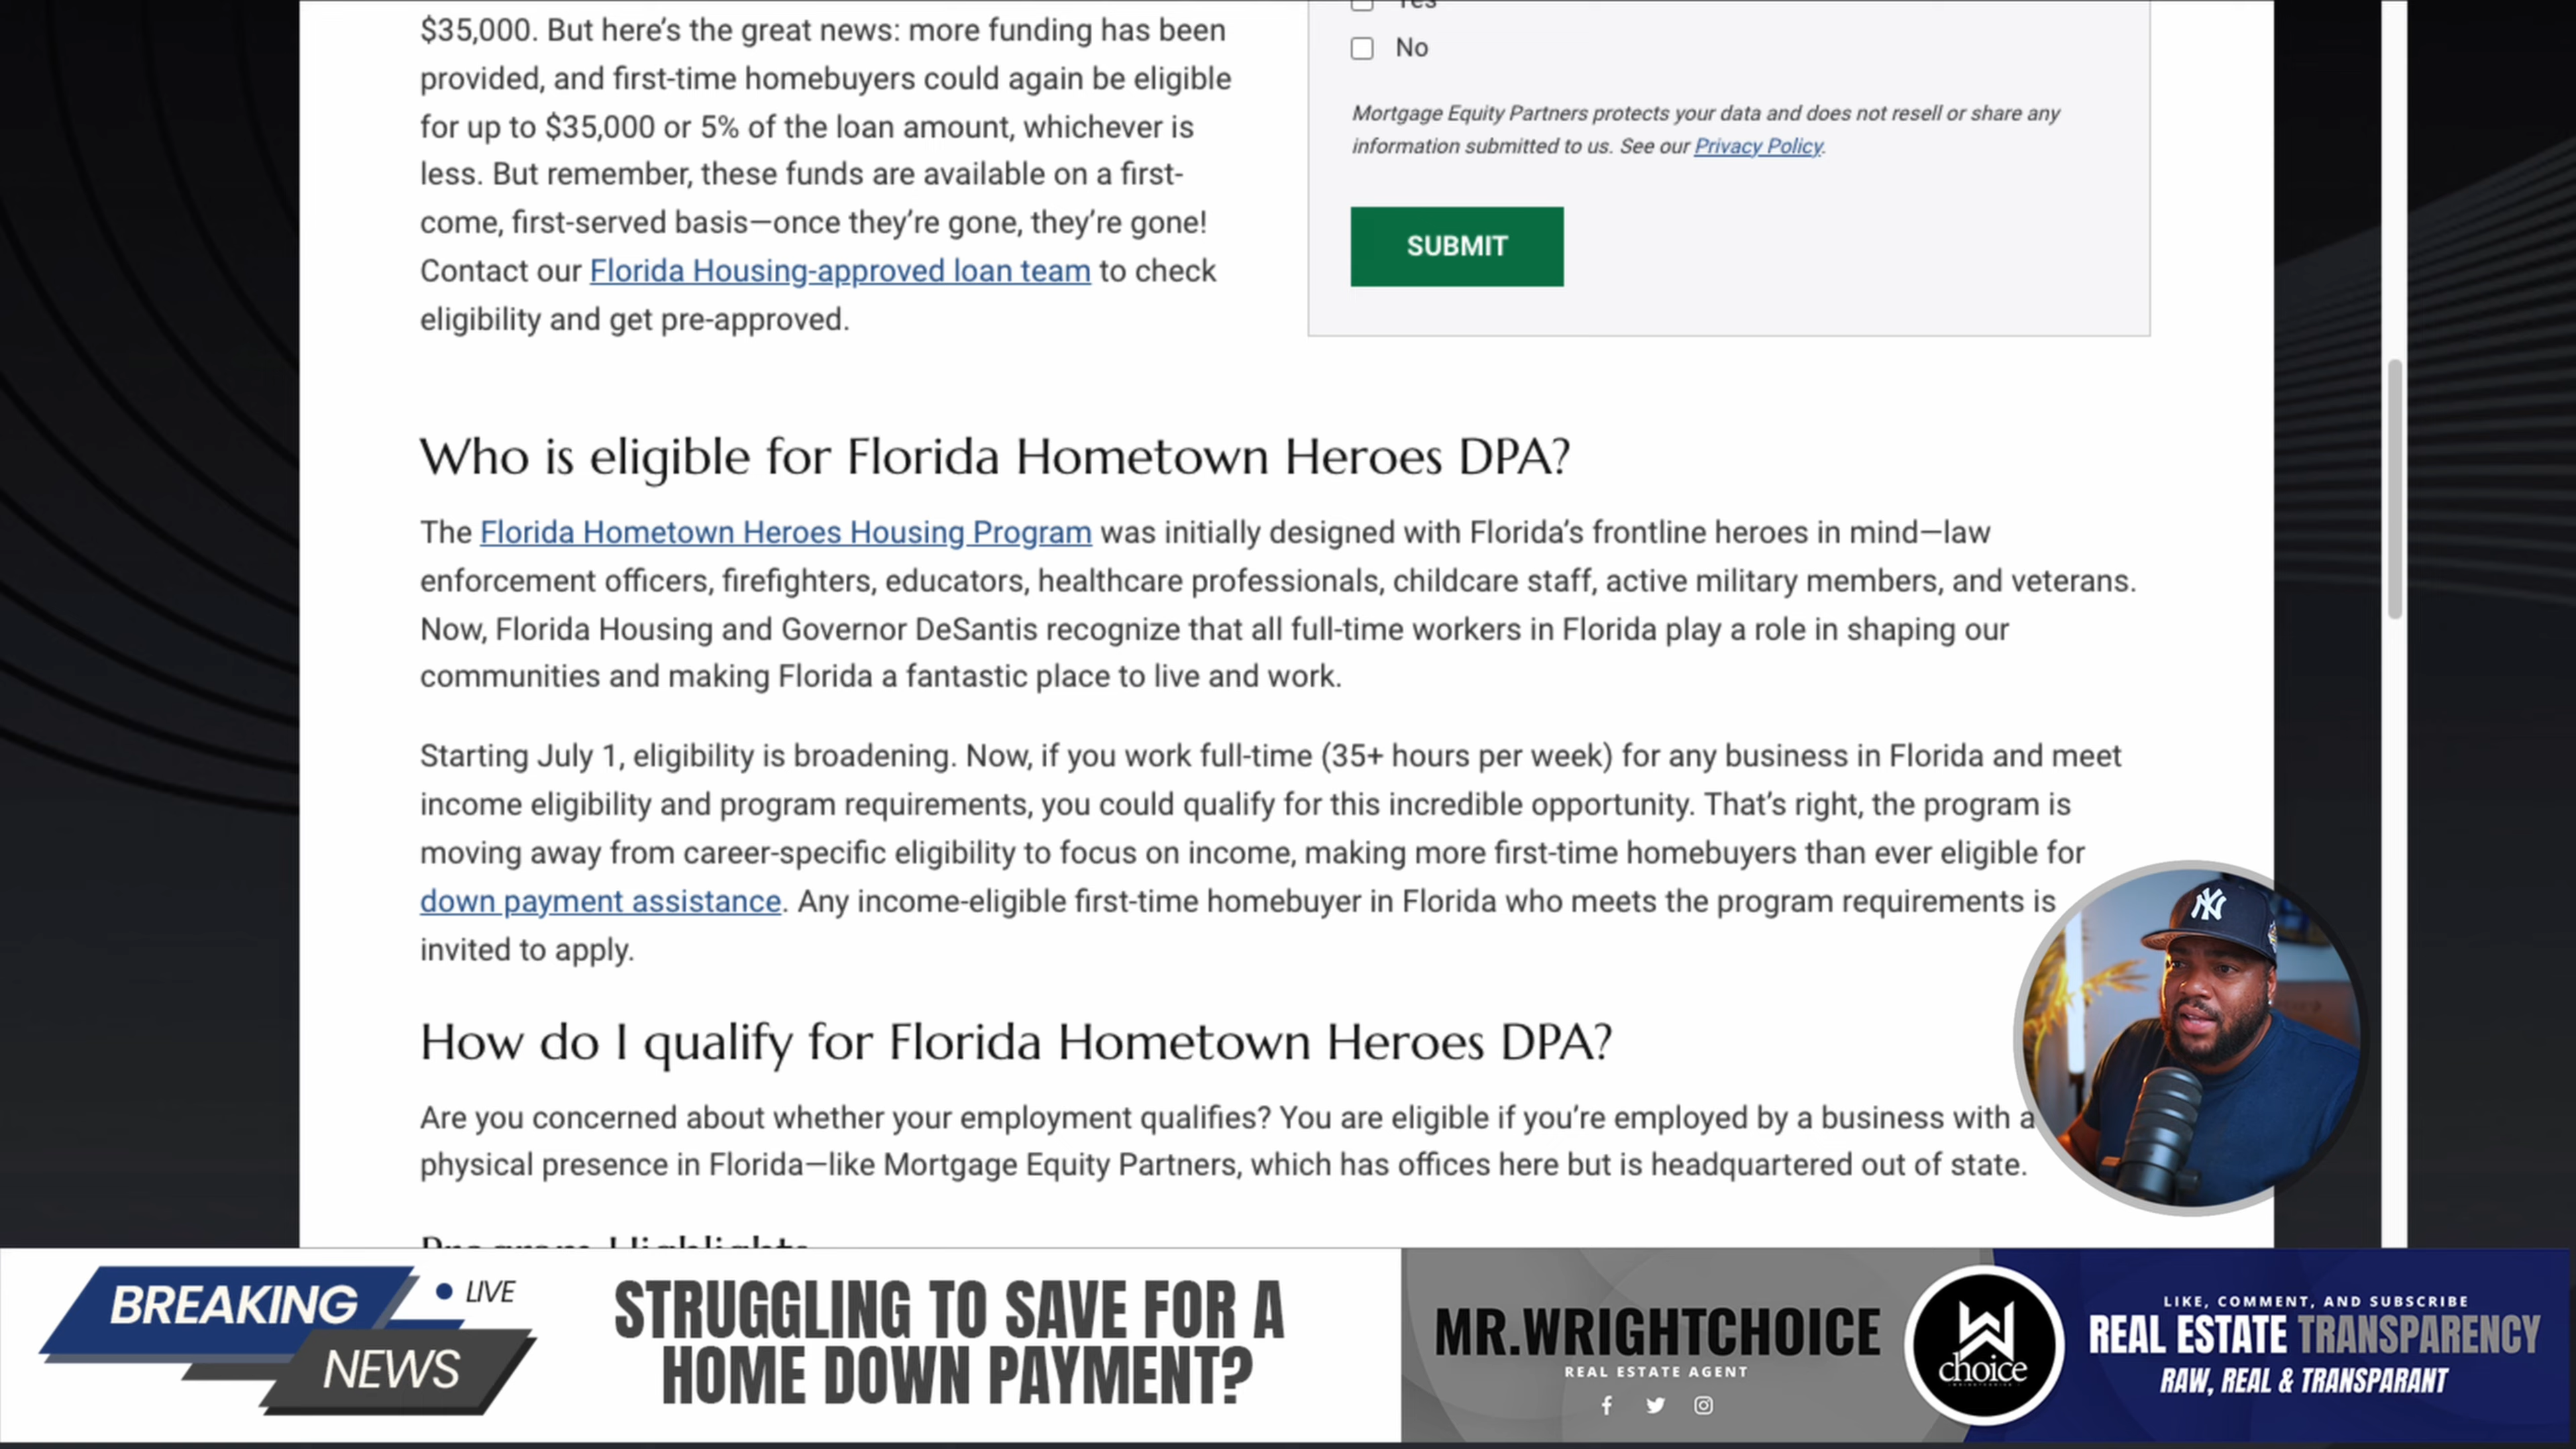 $35,000. But here's the great news: more funding has been
provided, and first-time homebuyers could again be eligible
for up to $35,000 or 5% of the loan amount, whichever is
less. But remember, these funds are available on a first-
come, first-served basis—once they're gone, they're gone!
Contact our Florida Housing-approved loan team to check
eligibility and get pre-approved.
Yes
No
Mortgage Equity Partners protects your data and does not resell or share any
information submitted to us. See our Privacy Policy.
SUBMIT
Who is eligible for Florida Hometown Heroes DPA?
The Florida Hometown Heroes Housing Program was initially designed with Florida's frontline heroes in mind—law
enforcement officers, firefighters, educators, healthcare professionals, childcare staff, active military members, and veterans.
Now, Florida Housing and Governor DeSantis recognize that all full-time workers in Florida play a role in shaping our
communities and making Florida a fantastic place to live and work.
Starting July 1, eligibility is broadening. Now, if you work full-time (35+ hours per week) for any business in Florida and meet
income eligibility and program requirements, you could qualify for this incredible opportunity. That's right, the program is
moving away from career-specific eligibility to focus on income, making more first-time homebuyers than ever eligible for
down payment assistance. Any income-eligible first-time homebuyer in Florida who meets the program requirements is
invited to apply.
How do I qualify for Florida Hometown Heroes DPA?
Are you concerned about whether your employment qualifies? You are eligible if you're employed by a business with a
physical presence in Florida—like Mortgage Equity Partners, which has offices here but is headquartered out of state.
Program Highlights
BREAKING
NEWS
LIVE
STRUGGLING TO SAVE FOR A
HOME DOWN PAYMENT?
MR.WRIGHTCHOICE
REAL ESTATE AGENT
choice
LIKE, COMMENT, AND SUBSCRIBE
REAL ESTATE TRANSPARENCY
RAW, REAL & TRANSPARANT
NY